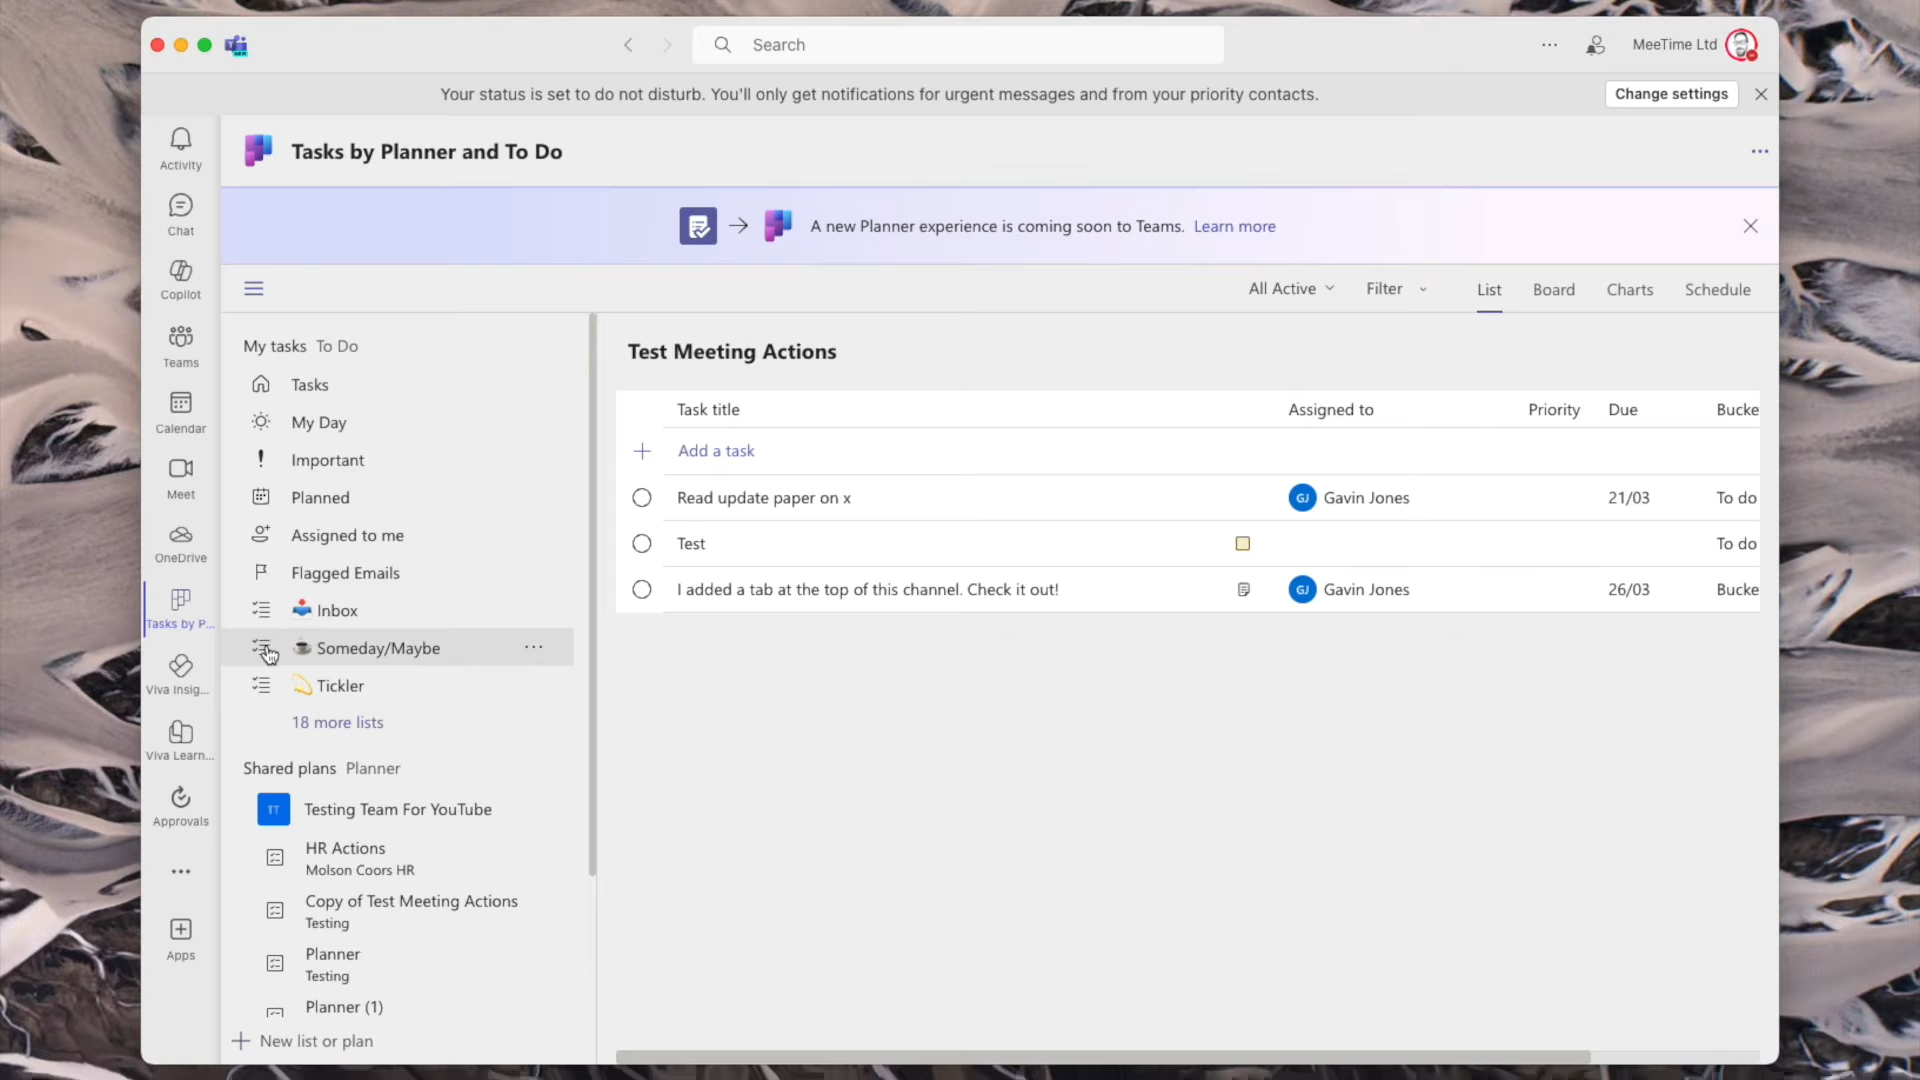 Search
MeeTime Ltd
Your status is set to do not disturb. You'll only get notifications for urgent messages and from your priority contacts.
Change settings
Activity
Chat
Copilot
Teams
Calendar
Meet
OneDrive
Tasks by P...
Viva Insig...
Viva Learn...
Approvals
Apps
Tasks by Planner and To Do
A new Planner experience is coming soon to Teams. Learn more
All Active Filter List Board Charts Schedule
My tasks To Do
Tasks
My Day
Important
Planned
Assigned to me
Flagged Emails
Inbox
Someday/Maybe
Tickler
18 more lists
Shared plans Planner
TT Testing Team For YouTube
HR Actions
Molson Coors HR
Copy of Test Meeting Actions
Testing
Planner
Testing
Planner (1)
New list or plan
Test Meeting Actions
Task title Assigned to Priority Due Bucke
Add a task
Read update paper on x GJ Gavin Jones 21/03 To do
Test To do
I added a tab at the top of this channel. Check it out! GJ Gavin Jones 26/03 Bucke